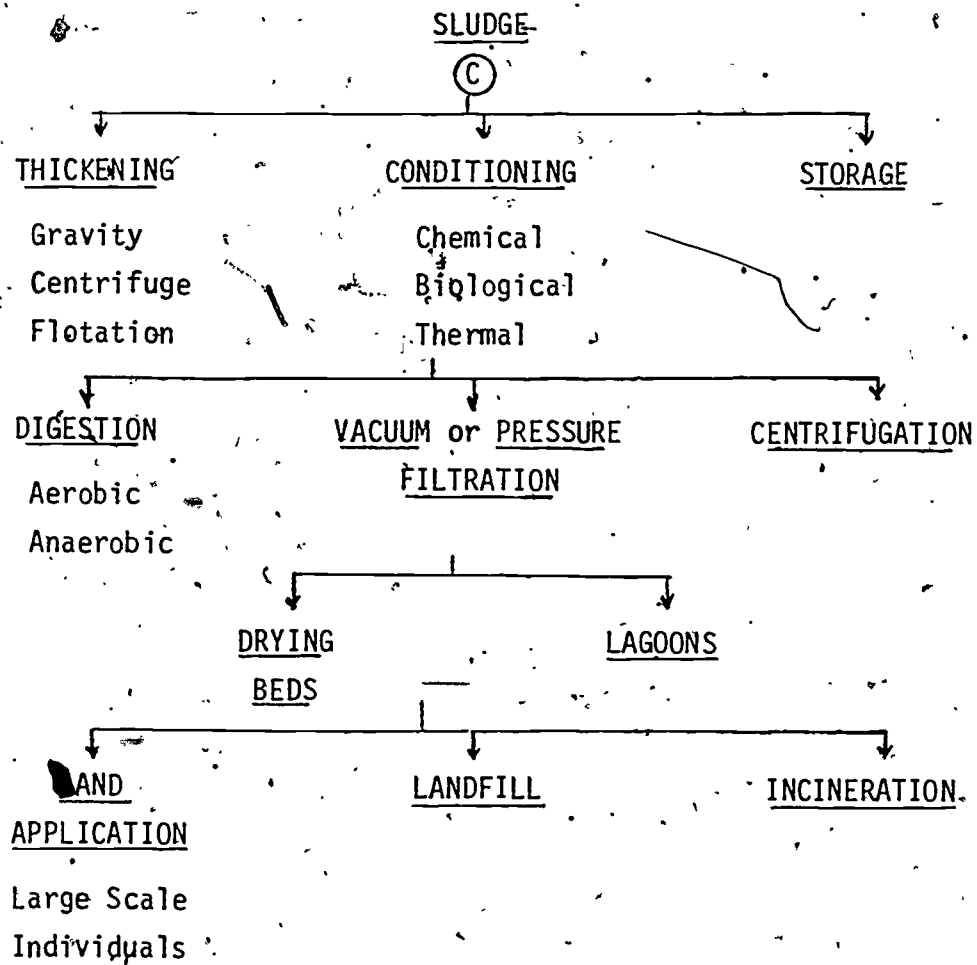 SLUDGE
C
THICKENING CONDITIONING STORAGE
Gravity Chemical
Centrifuge Biological
Flotation Thermal
DIGESTION VACUUM or PRESSURE CENTRIFUGATION
FILTRATION
Aerobic
Anaerobic
DRYING LAGOONS
BEDS
LAND LANDFILL INCINERATION
APPLICATION
Large Scale
Individuals